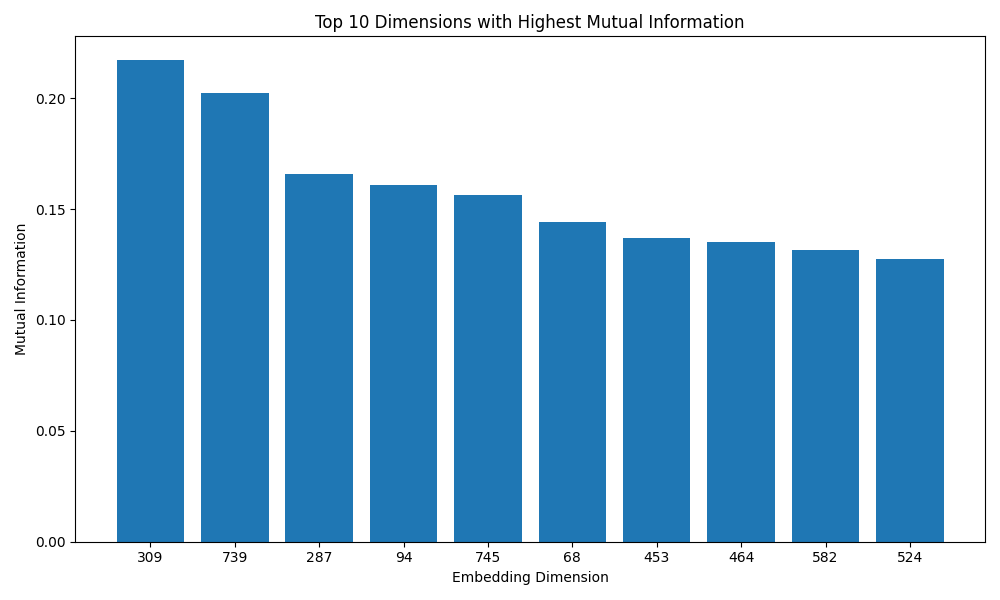 Top 10 Dimensions with Highest Mutual Information
Mutual Information
0.20
0.15
0.10
0.05
0.00
309 739 287 94 745 68 453 464 582 524
Embedding Dimension